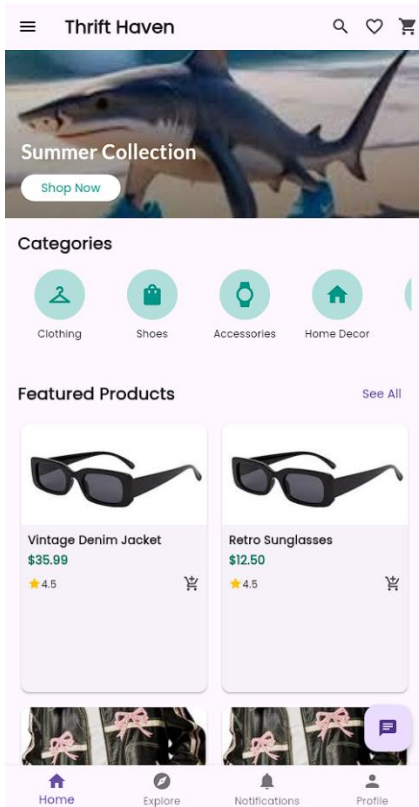 Thrift Haven
Summer Collection
Shop Now
Categories
Clothing Shoes Accessories Home Decor
Featured Products See All
Vintage Denim Jacket Retro Sunglasses
$35.99 $12.50
4.5 4.5
Home Explore Notifications Profile